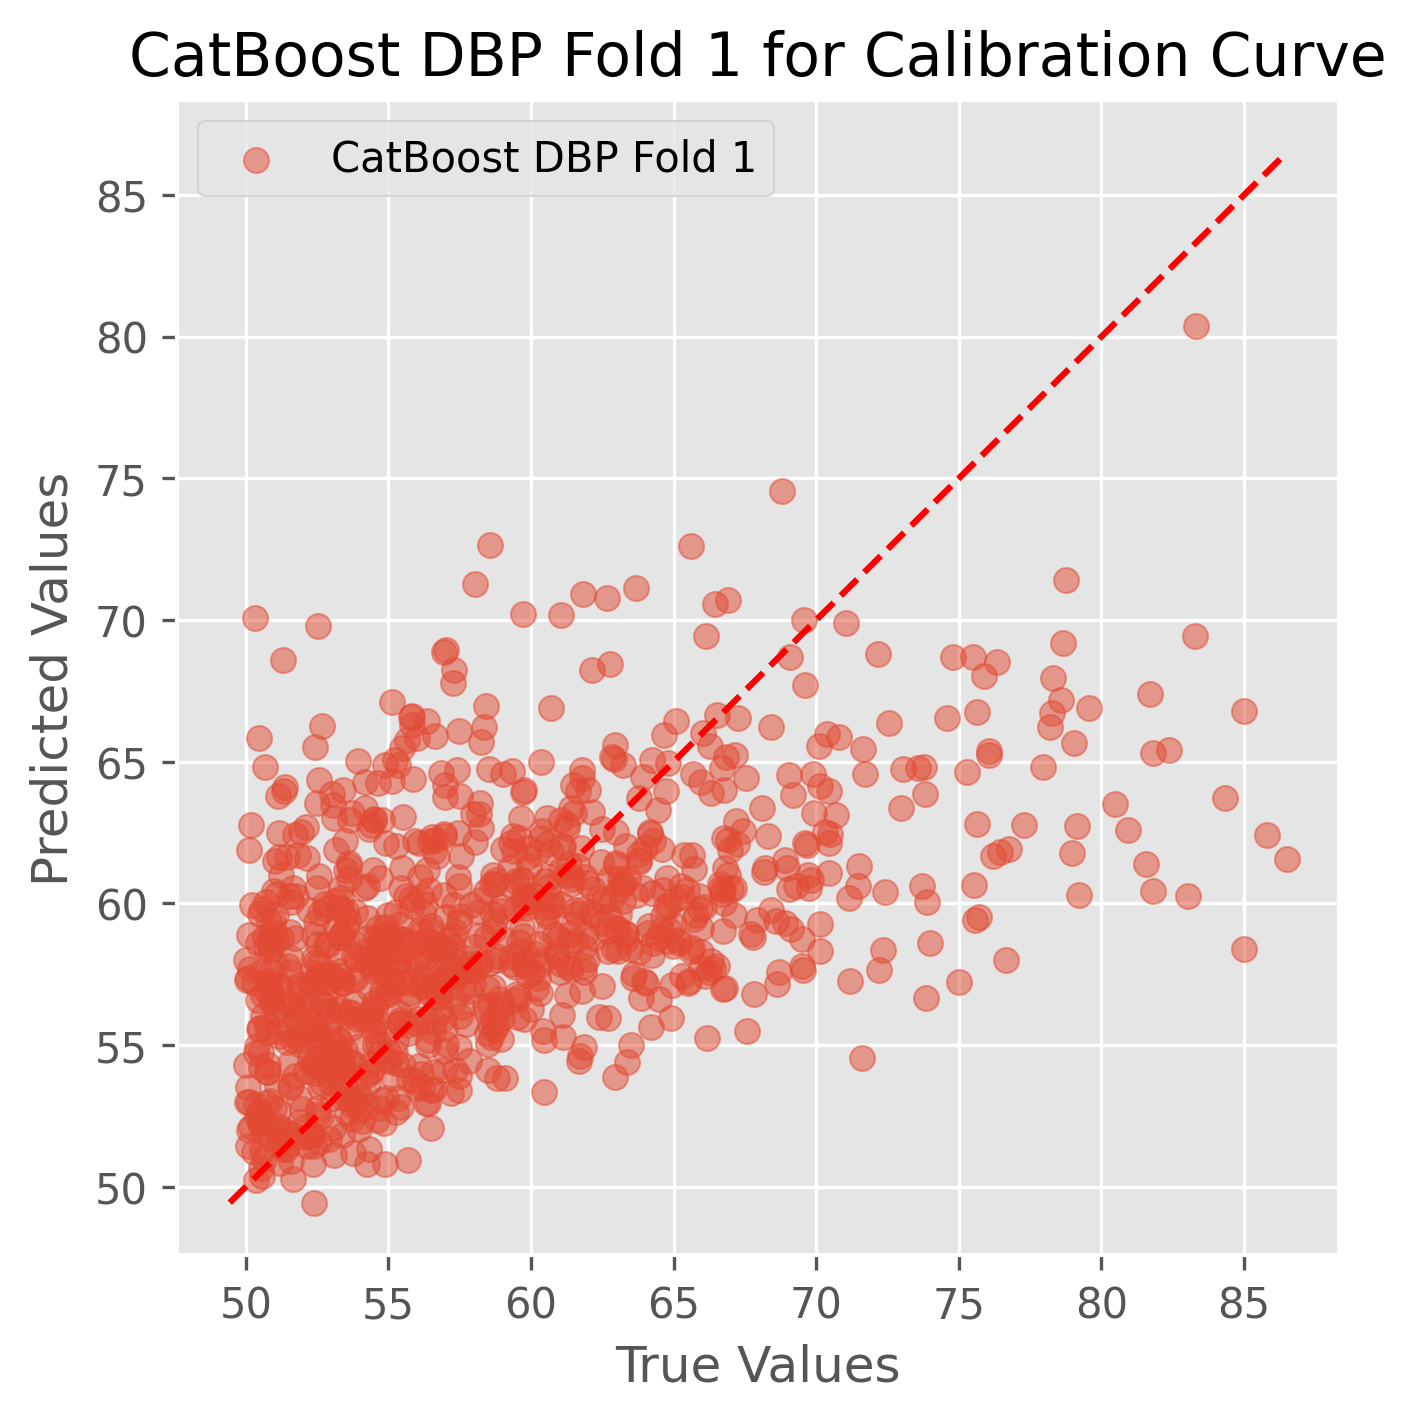 CatBoost DBP Fold 1 for Calibration Curve
CatBoost DBP Fold 1
Predicted Values
85
80
75
70
65
60
55
50
50 55 60 65 70 75 80 85
True Values